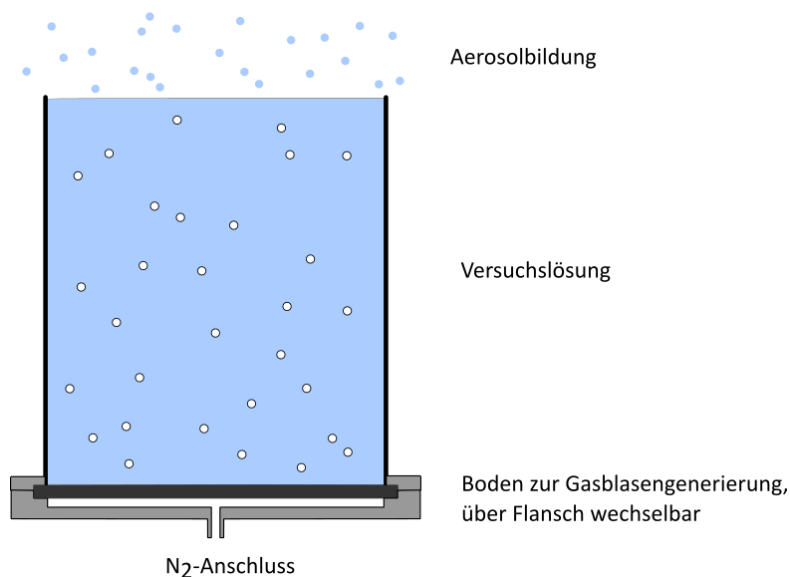 Aerosolbildung
Versuchslösung
Boden zur Gasblasengenerierung,
über Flansch wechselbar
N2-Anschluss